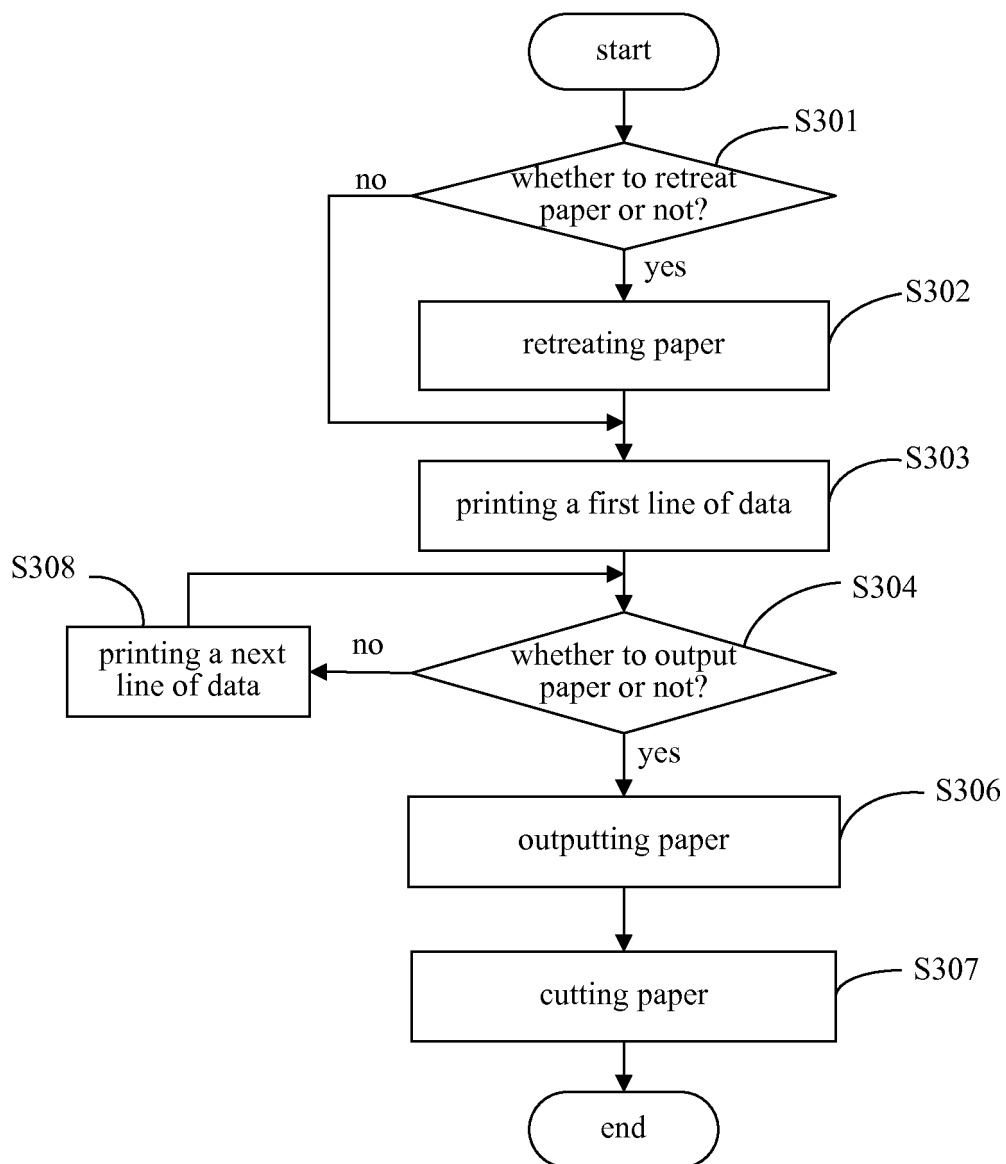 start
S301
no
whether to retreat
paper or not?
yes
S302
retreating paper
S303
printing a first line of data
S308
S304
printing a next
line of data
no
whether to output
paper or not?
yes
S306
outputting paper
S307
cutting paper
end